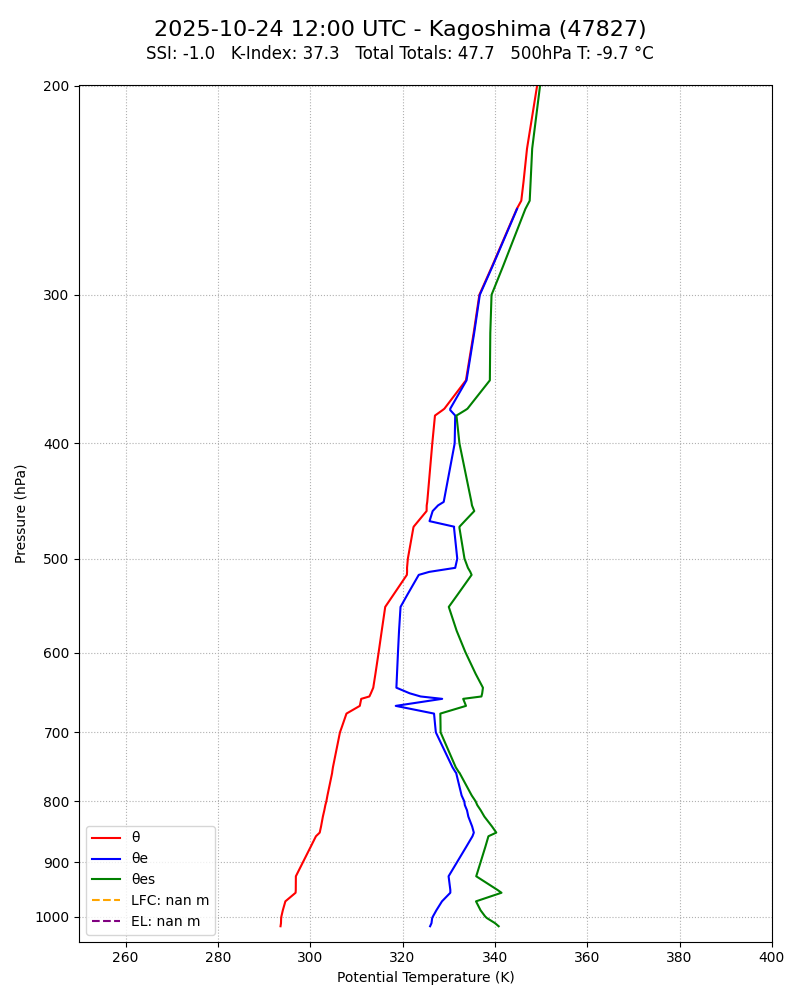 2025-10-24 12:00 UTC - Kagoshima (47827)
SSI: -1.0   K-Index: 37.3   Total Totals: 47.7   500hPa T: -9.7 °C
200
300
400
500
600
700
800
900
1000
Pressure (hPa)
θ
θe
θes
LFC: nan m
EL: nan m
260
280
300
320
340
360
380
400
Potential Temperature (K)